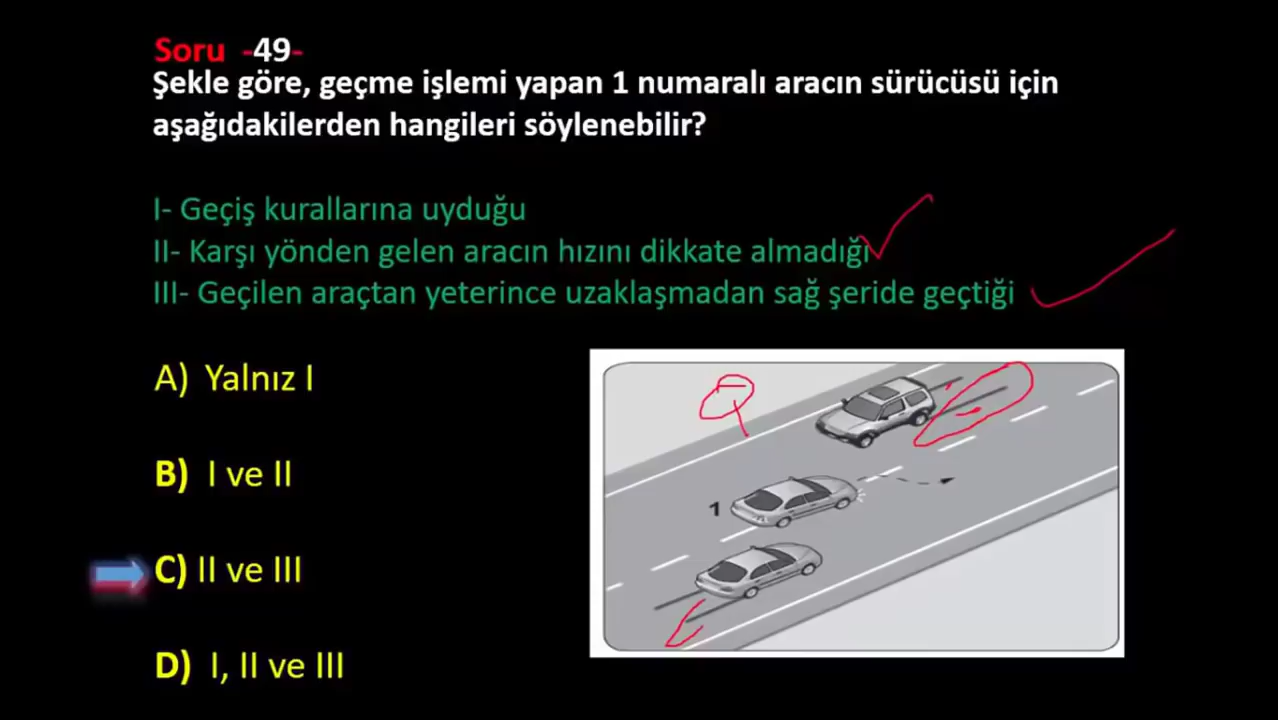 Soru -49-
Şekle göre, geçme işlemi yapan 1 numaralı aracın sürücüsü için
aşağıdakilerden hangileri söylenebilir?
I- Geçiş kurallarına uyduğu
II- Karşı yönden gelen aracın hızını dikkate almadığı
III- Geçilen araçtan yeterince uzaklaşmadan sağ şeride geçtiği
A) Yalnız I
B) I ve II
C) II ve III
D) I, II ve III
1